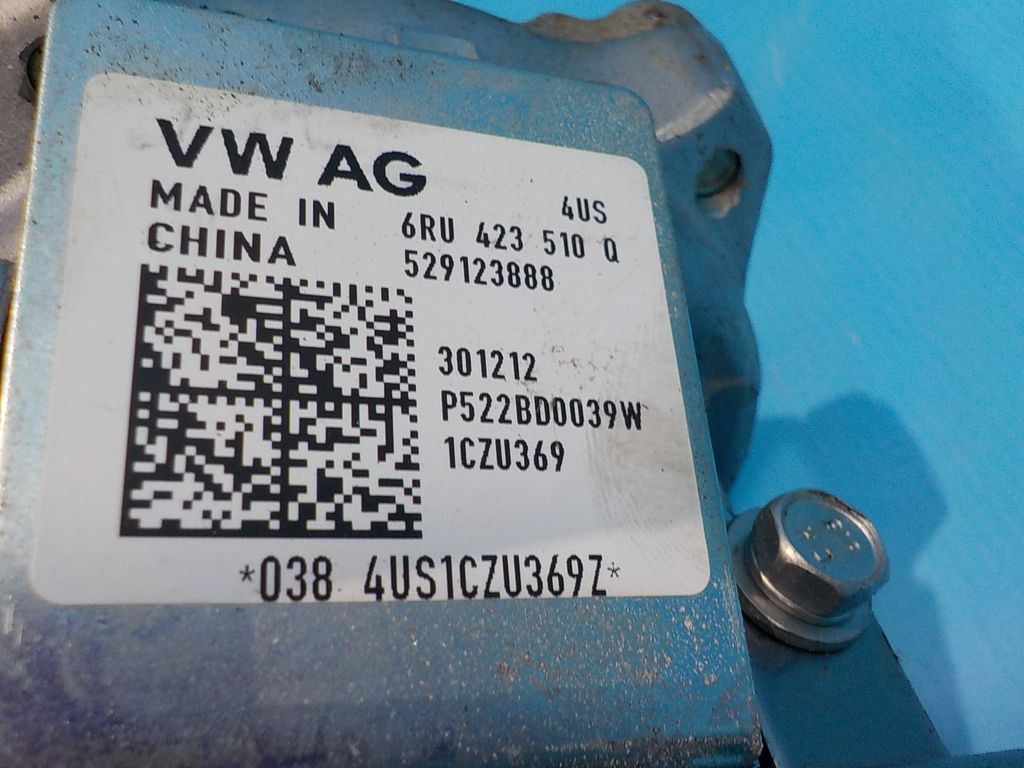 VW AG
MADE IN
CHINA
4US
6RU 423 510 Q
529123888
301212
P522BD0039W
1CZU369
*038 4US1CZU369Z*